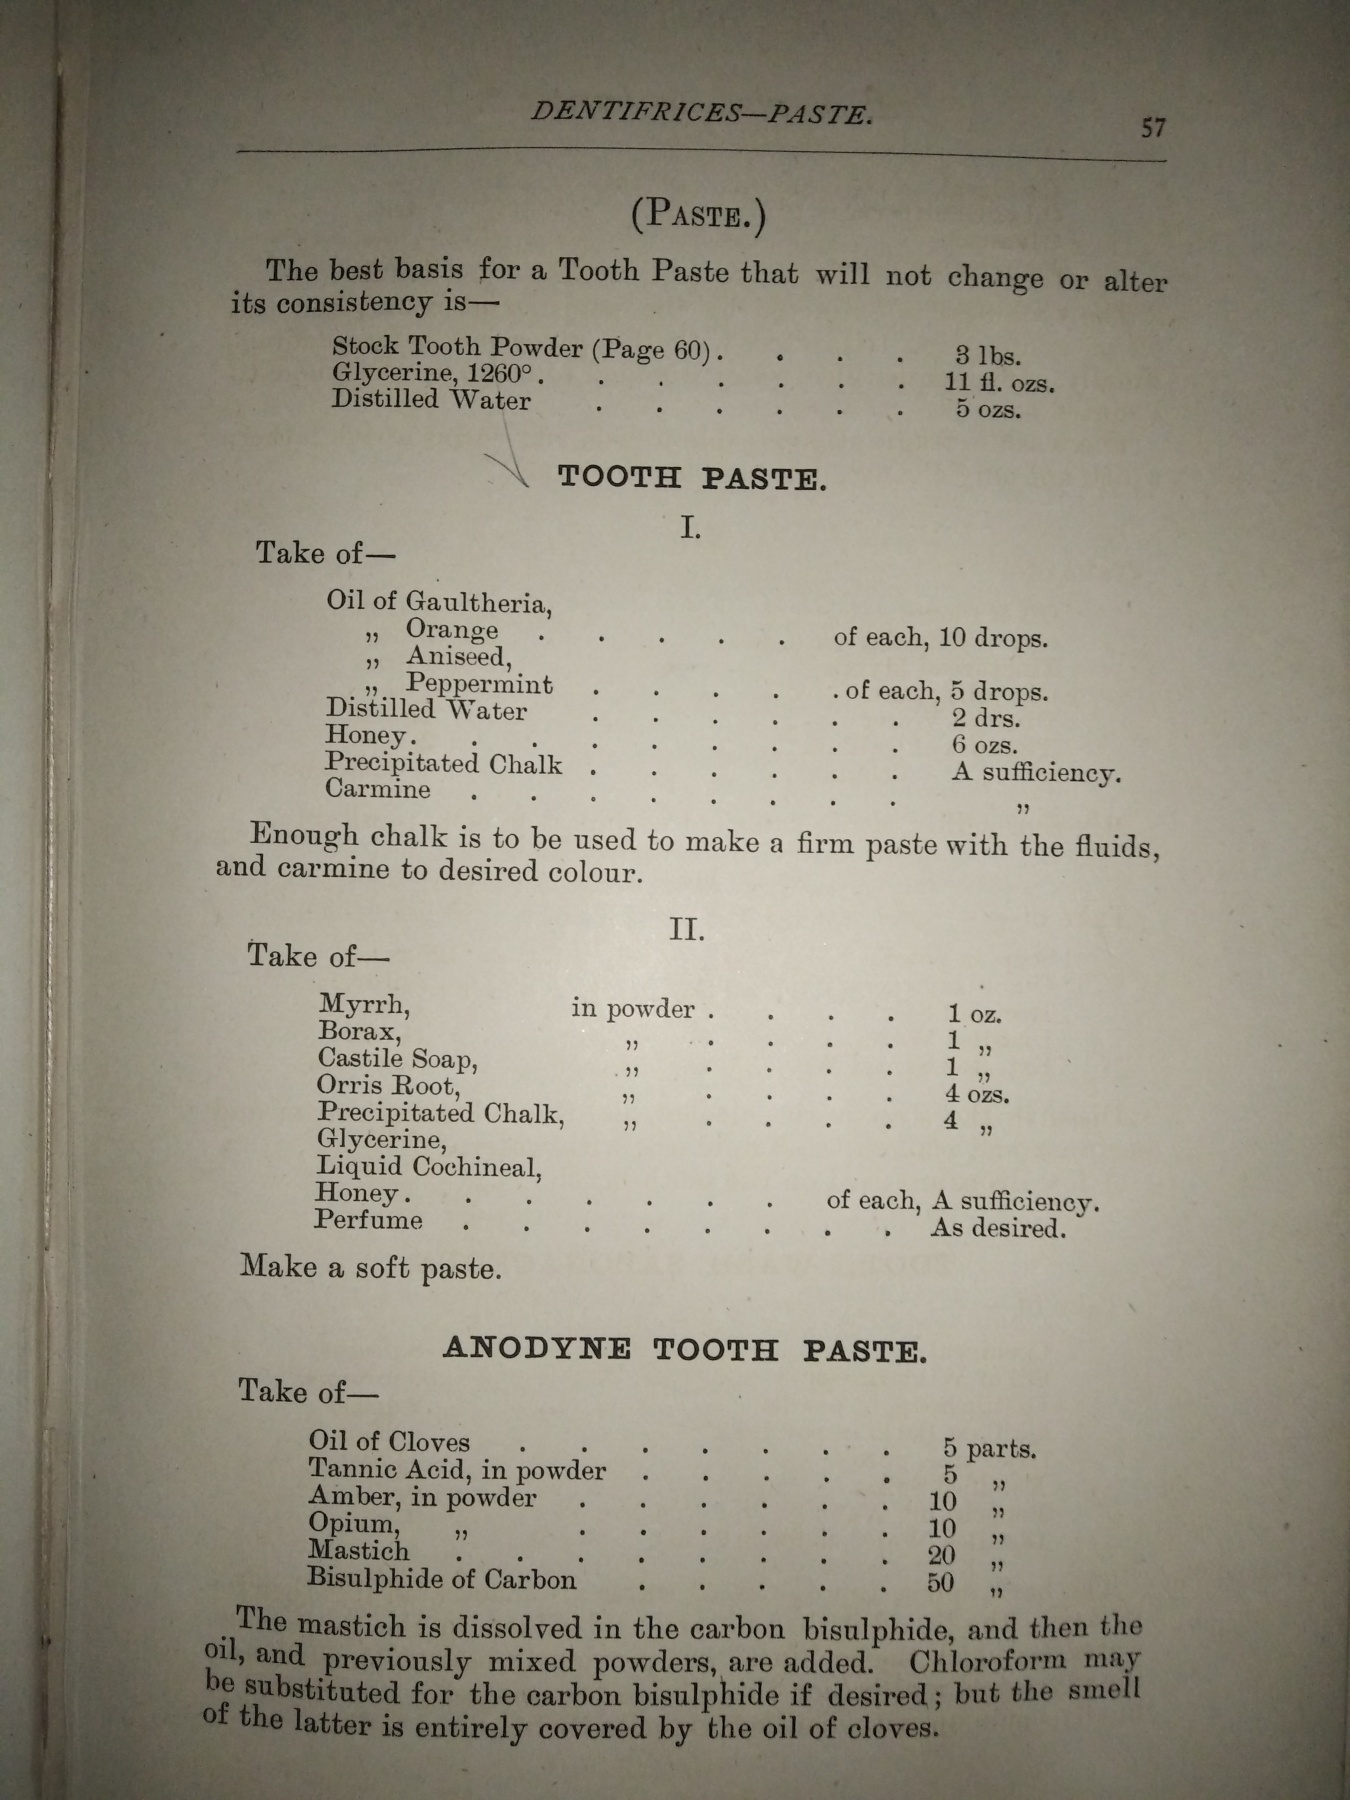 DENTIFRICES—PASTE.
57
(PASTE.)
The best basis for a Tooth Paste that will not change or alter
its consistency is—
Stock Tooth Powder (Page 60) . . . . 3 lbs.
Glycerine, 1260° . . . . . . . 11 fl. ozs.
Distilled Water . . . . . . 5 ozs.
TOOTH PASTE.
I.
Take of—
Oil of Gaultheria,
„ Orange . . . . . of each, 10 drops.
„ Aniseed,
„ Peppermint . . . . . of each, 5 drops.
Distilled Water . . . . . . 2 drs.
Honey . . . . . . . . . 6 ozs.
Precipitated Chalk . . . . . . A sufficiency.
Carmine . . . . . . . . „
Enough chalk is to be used to make a firm paste with the fluids,
and carmine to desired colour.
II.
Take of—
Myrrh, in powder . . . . 1 oz.
Borax, „ . . . . 1 „
Castile Soap, „ . . . . 1 „
Orris Root, „ . . . . 4 ozs.
Precipitated Chalk, „ . . . . 4 „
Glycerine,
Liquid Cochineal,
Honey . . . . . . . of each, A sufficiency.
Perfume . . . . . . . . As desired.
Make a soft paste.
ANODYNE TOOTH PASTE.
Take of—
Oil of Cloves . . . . . . . 5 parts.
Tannic Acid, in powder . . . . . 5 „
Amber, in powder . . . . . . 10 „
Opium, „ . . . . . . 10 „
Mastich . . . . . . . . 20 „
Bisulphide of Carbon . . . . . 50 „
The mastich is dissolved in the carbon bisulphide, and then the
oil, and previously mixed powders, are added. Chloroform may
be substituted for the carbon bisulphide if desired; but the smell
of the latter is entirely covered by the oil of cloves.